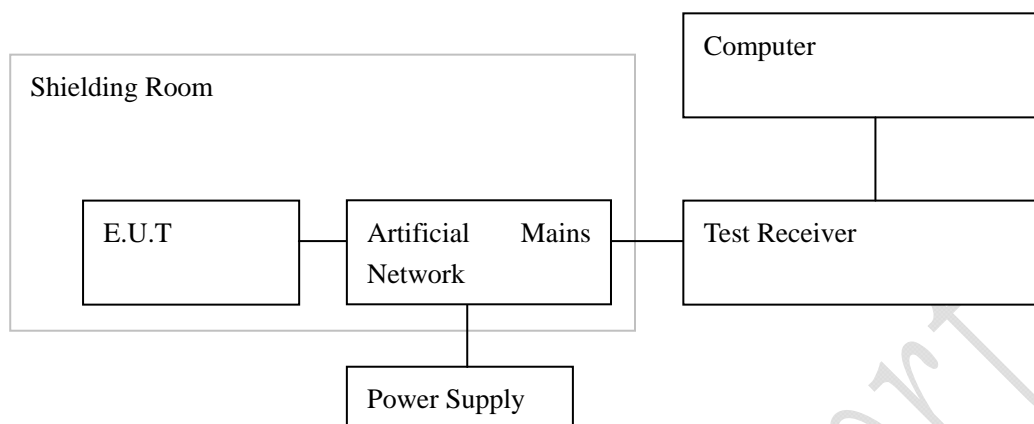 Computer
Shielding Room
E.U.T
Artificial Mains
Network
Test Receiver
Power Supply